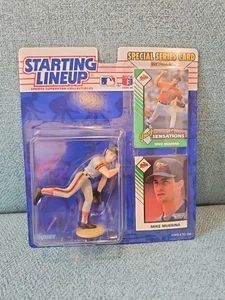 STARTING
LINEUP
SPORTS SUPERSTAR COLLECTIBLES
SPECIAL SERIES CARD
SENSATIONS
MIKE MUSSINA
MIKE MUSSINA